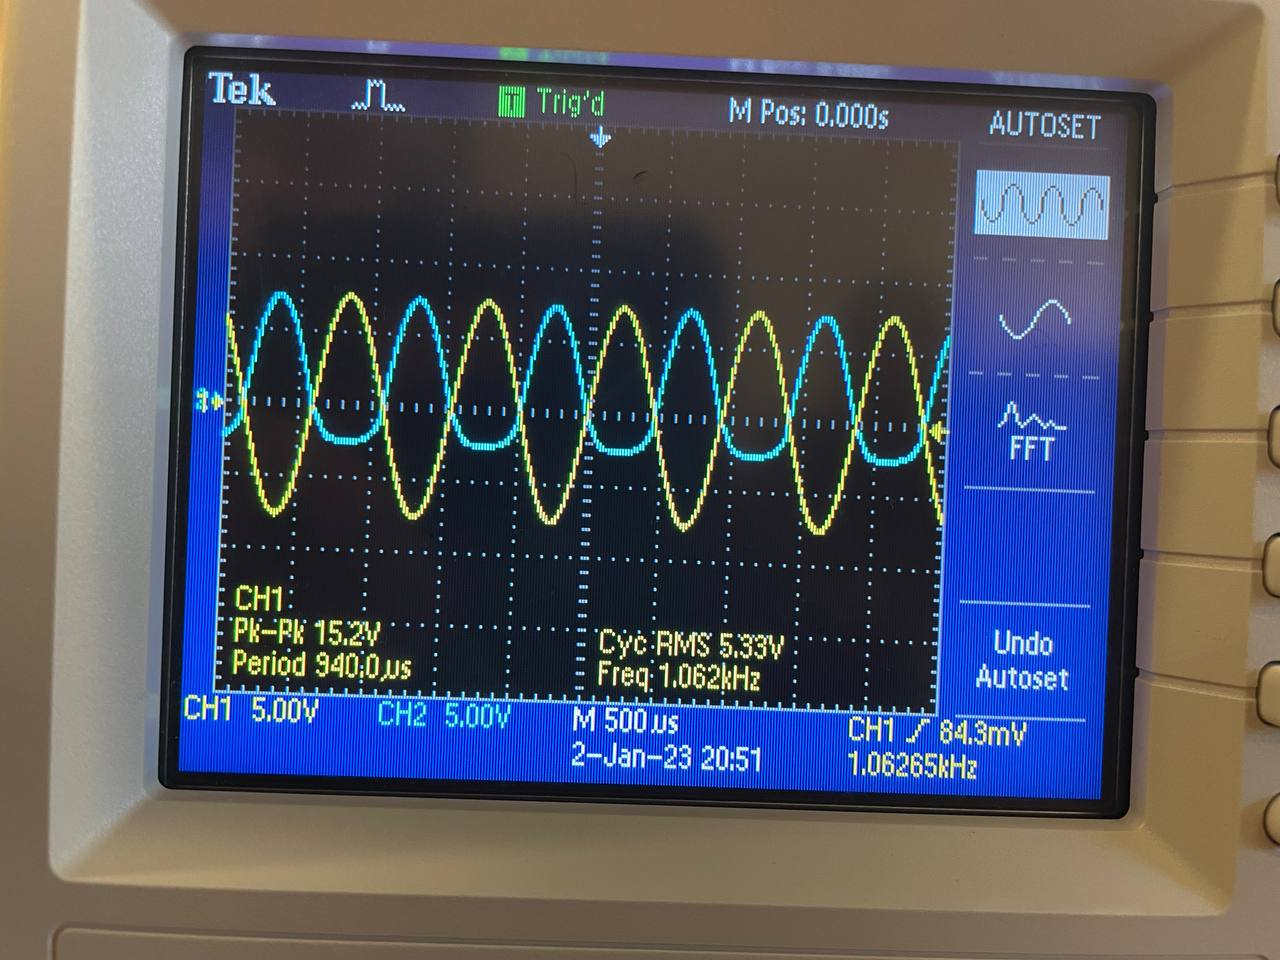 Tek T Trig'd M Pos: 0.000s
AUTOSET
FFT
CH1
Pk-Pk 15.2V
Period 940.0µs
Cyc RMS 5.33V
Freq 1.062kHz
Undo
Autoset
CH1 5.00V CH2 5.00V M 500µs CH1 84.3mV
2-Jan-23 20:51 1.06265kHz